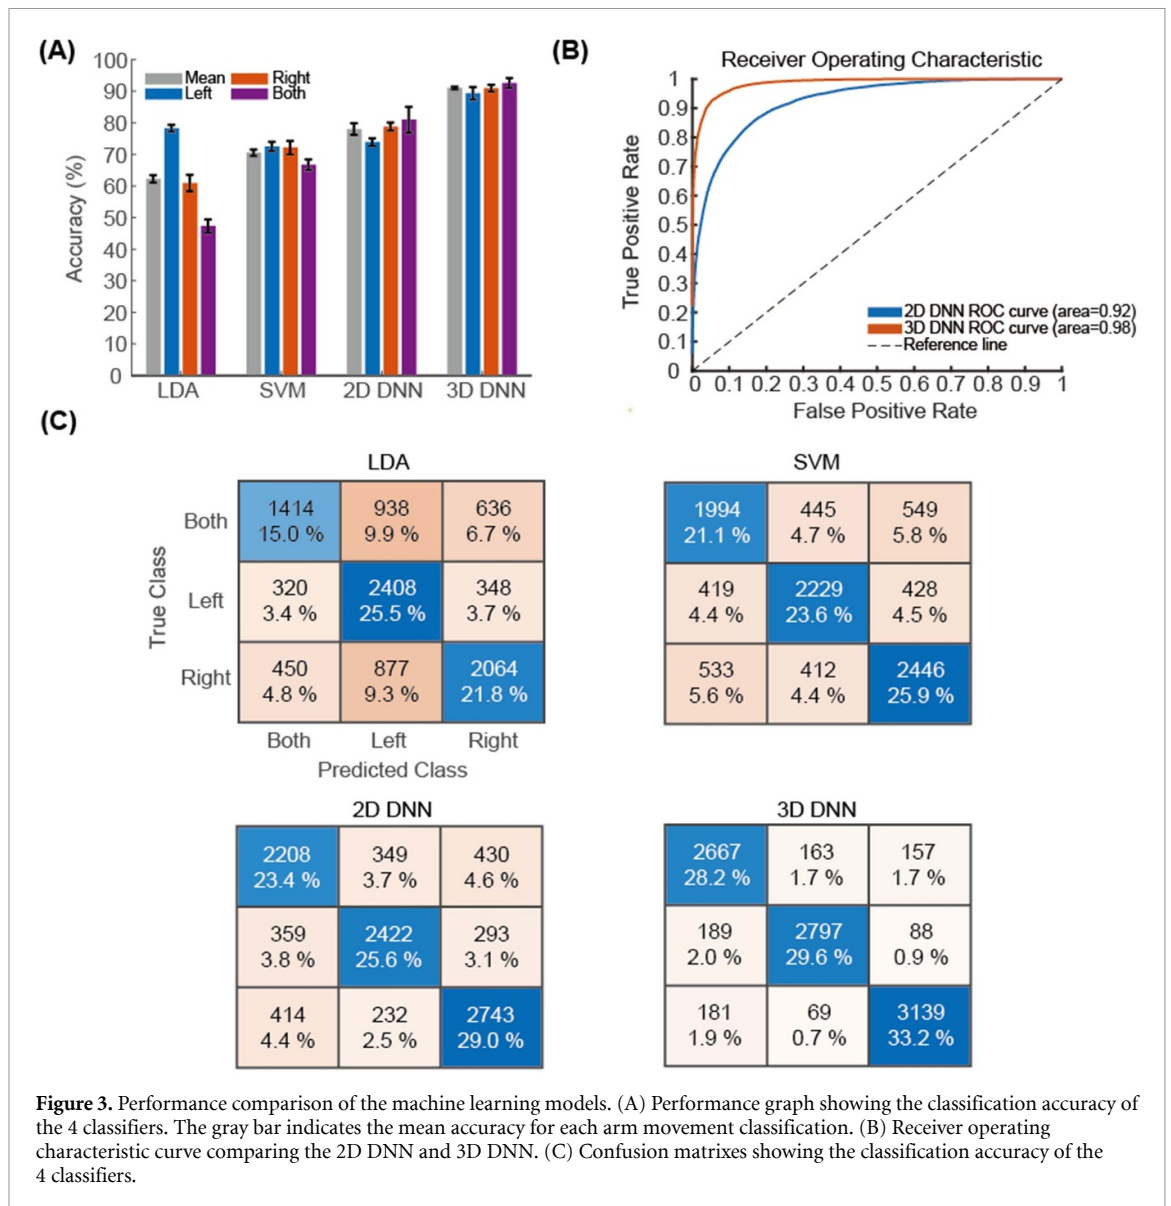 (A)
100
90
80
70
60
50
40
30
20
10
0
Accuracy (%)
Mean Right
Left Both
LDA SVM 2D DNN 3D DNN
(B)
Receiver Operating Characteristic
1
0.9
0.8
0.7
0.6
0.5
0.4
0.3
0.2
0.1
0
True Positive Rate
2D DNN ROC curve (area=0.92)
3D DNN ROC curve (area=0.98)
Reference line
0 0.1 0.2 0.3 0.4 0.5 0.6 0.7 0.8 0.9 1
False Positive Rate
(C)
LDA
True Class
Both
1414 938 636
15.0 % 9.9 % 6.7 %
Left
320 2408 348
3.4 % 25.5 % 3.7 %
Right
450 877 2064
4.8 % 9.3 % 21.8 %
Both Left Right
Predicted Class
SVM
1994 445 549
21.1 % 4.7 % 5.8 %
419 2229 428
4.4 % 23.6 % 4.5 %
533 412 2446
5.6 % 4.4 % 25.9 %
2D DNN
2208 349 430
23.4 % 3.7 % 4.6 %
359 2422 293
3.8 % 25.6 % 3.1 %
414 232 2743
4.4 % 2.5 % 29.0 %
3D DNN
2667 163 157
28.2 % 1.7 % 1.7 %
189 2797 88
2.0 % 29.6 % 0.9 %
181 69 3139
1.9 % 0.7 % 33.2 %
Figure 3. Performance comparison of the machine learning models. (A) Performance graph showing the classification accuracy of
the 4 classifiers. The gray bar indicates the mean accuracy for each arm movement classification. (B) Receiver operating
characteristic curve comparing the 2D DNN and 3D DNN. (C) Confusion matrixes showing the classification accuracy of the
4 classifiers.